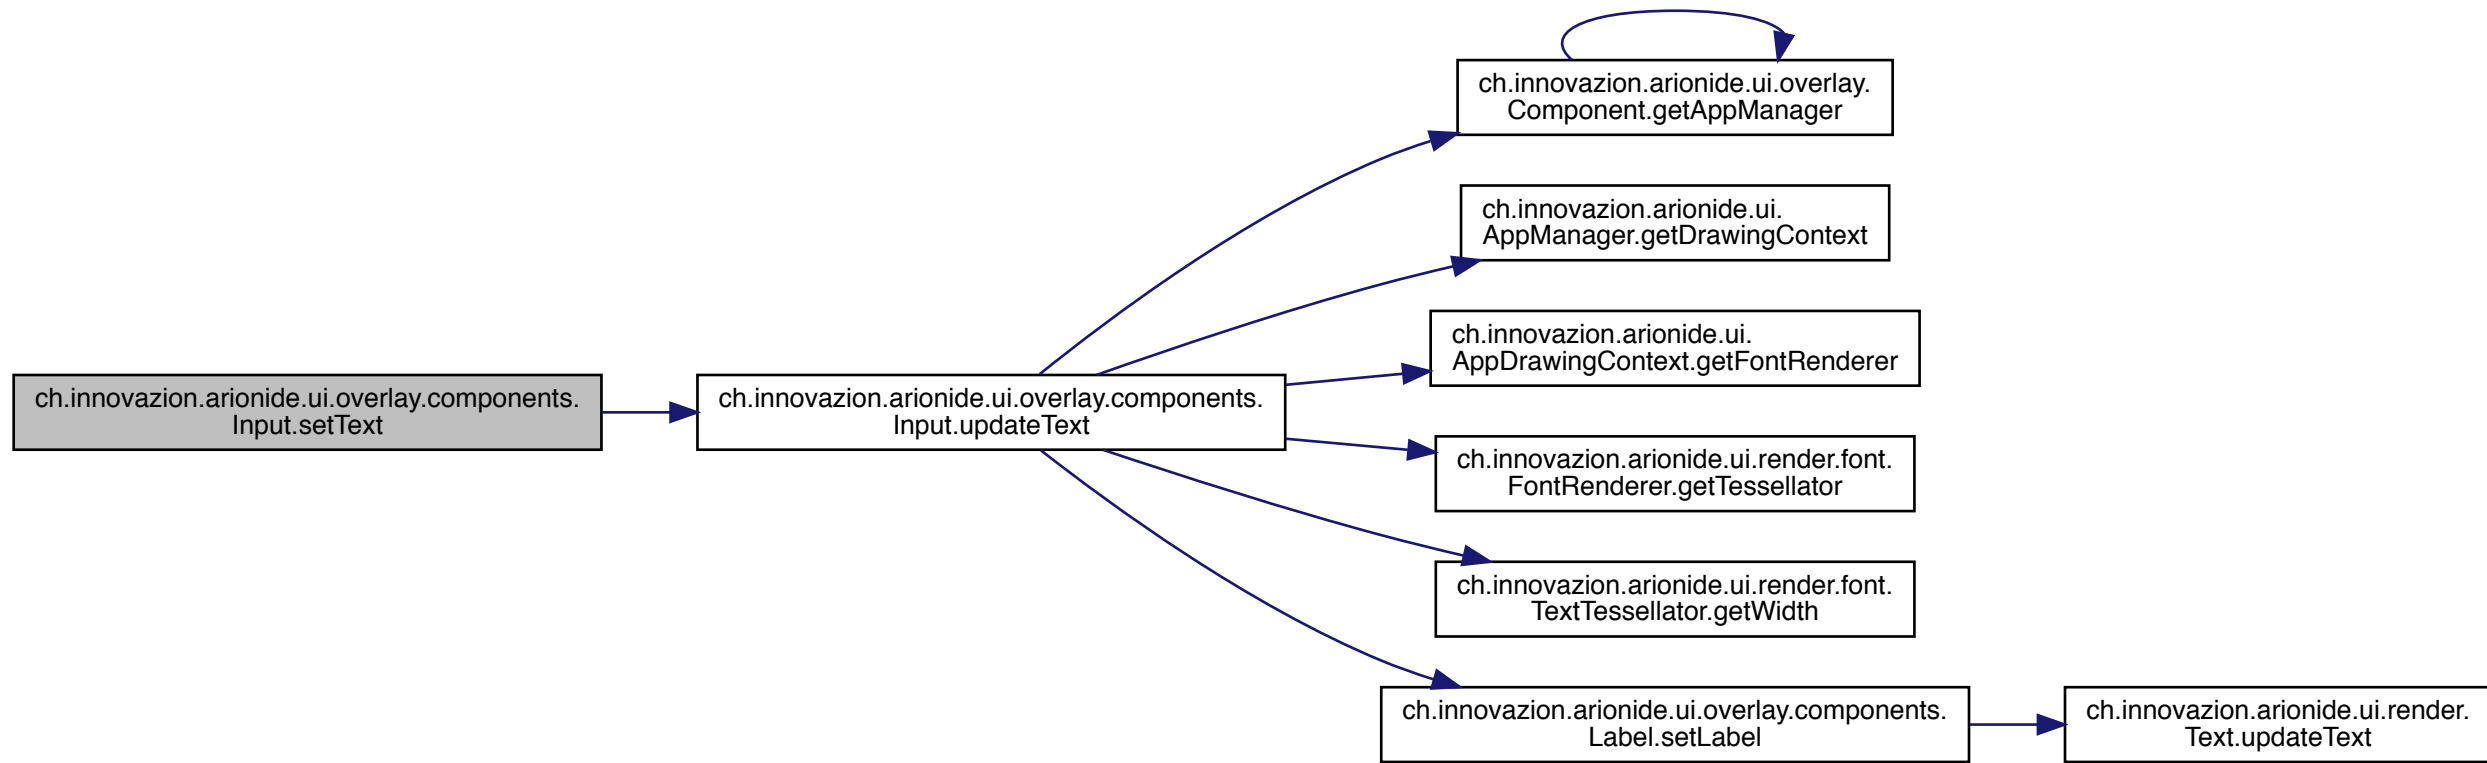 ch.innovazion.arionide.ui.overlay.components.
Input.setText
ch.innovazion.arionide.ui.overlay.components.
Input.updateText
ch.innovazion.arionide.ui.overlay.
Component.getAppManager
ch.innovazion.arionide.ui.
AppManager.getDrawingContext
ch.innovazion.arionide.ui.
AppDrawingContext.getFontRenderer
ch.innovazion.arionide.ui.render.font.
FontRenderer.getTessellator
ch.innovazion.arionide.ui.render.font.
TextTessellator.getWidth
ch.innovazion.arionide.ui.overlay.components.
Label.setLabel
ch.innovazion.arionide.ui.render.
Text.updateText